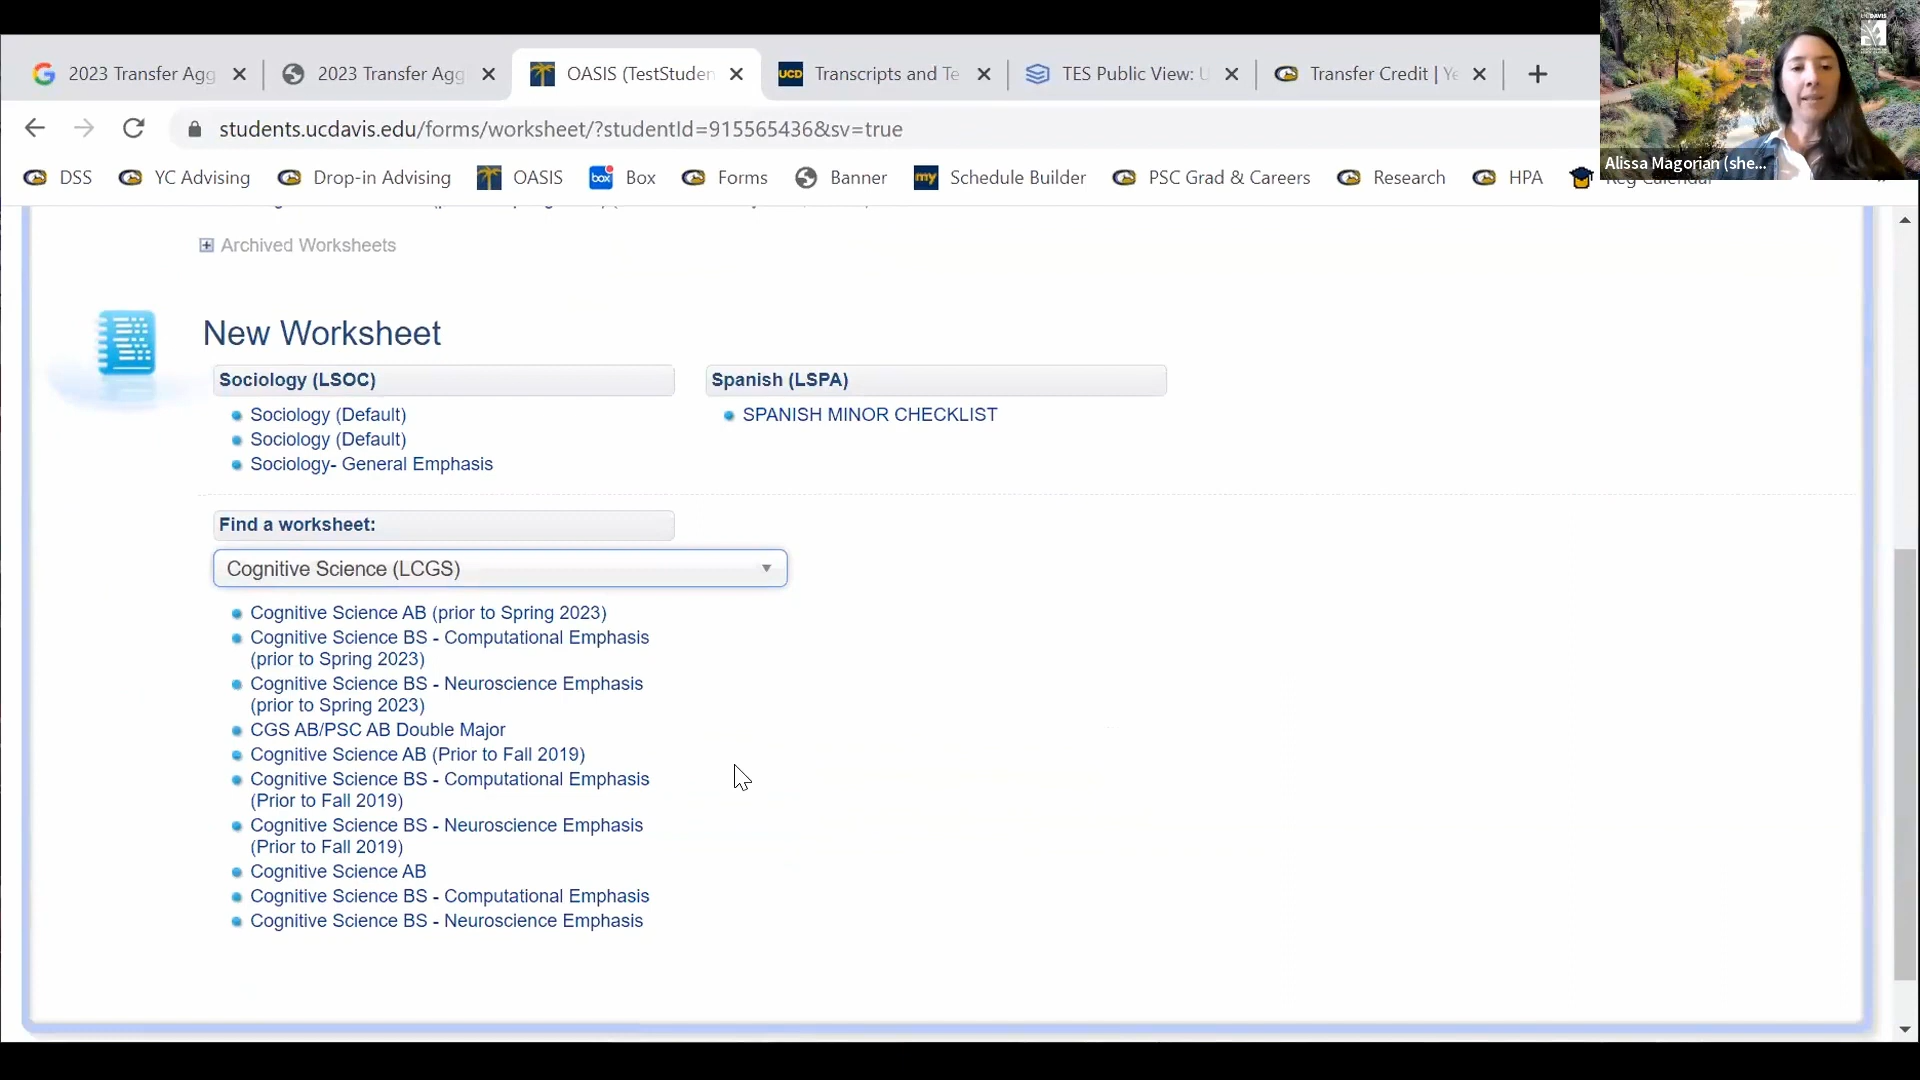 2023 Transfer Agg
2023 Transfer Agg
OASIS (TestStuden
UCD
Transcripts and Te
TES Public View: U
Transfer Credit | Ye
students.ucdavis.edu/forms/worksheet/?studentId=915565436&sv=true
DSS
YC Advising
Drop-in Advising
OASIS
box
Box
Forms
Banner
my
Schedule Builder
PSC Grad & Careers
Research
HPA
Reg Calendar
Alissa Magorian (she...
Archived Worksheets
New Worksheet
Sociology (LSOC)
Sociology (Default)
Sociology (Default)
Sociology- General Emphasis
Spanish (LSPA)
SPANISH MINOR CHECKLIST
Find a worksheet:
Cognitive Science (LCGS)
Cognitive Science AB (prior to Spring 2023)
Cognitive Science BS - Computational Emphasis
(prior to Spring 2023)
Cognitive Science BS - Neuroscience Emphasis
(prior to Spring 2023)
CGS AB/PSC AB Double Major
Cognitive Science AB (Prior to Fall 2019)
Cognitive Science BS - Computational Emphasis
(Prior to Fall 2019)
Cognitive Science BS - Neuroscience Emphasis
(Prior to Fall 2019)
Cognitive Science AB
Cognitive Science BS - Computational Emphasis
Cognitive Science BS - Neuroscience Emphasis